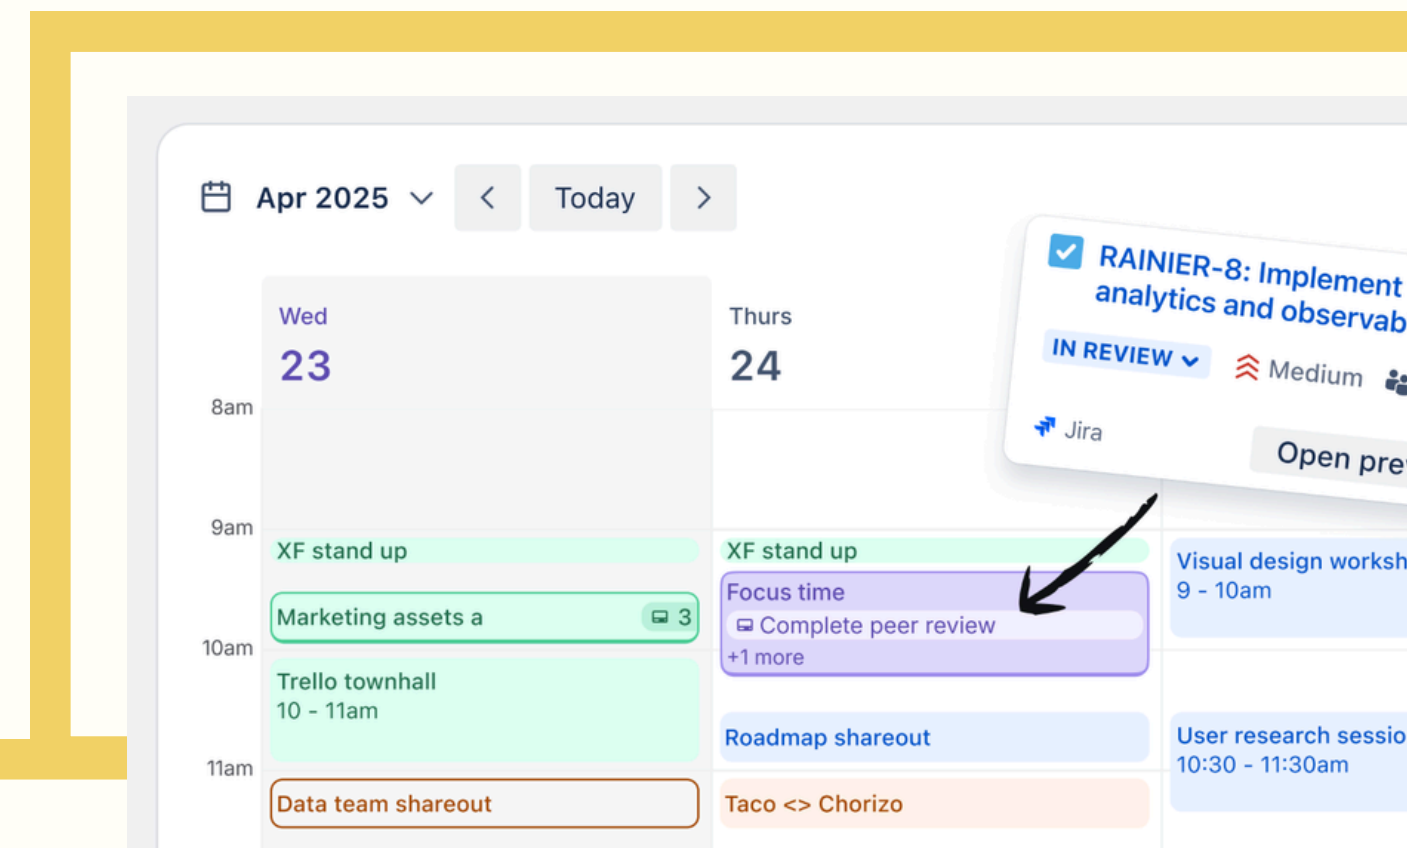 Apr 2025
Today
Wed
23
Thurs
24
RAINIER-8: Implement
analytics and observab
IN REVIEW
Medium
Jira
Open pre
8am
9am
10am
11am
XF stand up
Marketing assets a
3
Trello townhall
10 - 11am
Data team shareout
XF stand up
Focus time
Complete peer review
+1 more
Roadmap shareout
Taco <> Chorizo
Visual design worksh
9 - 10am
User research sessio
10:30 - 11:30am